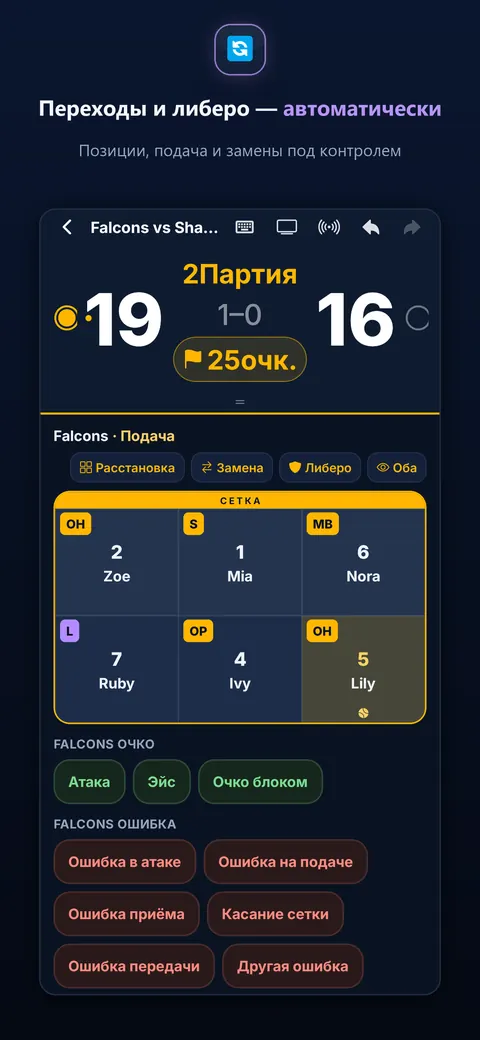 Переходы и либеро — автоматически
Позиции, подача и замены под контролем
Falcons vs Sha...
2Партия
19 1–0 16
25очк.
Falcons · Подача
Расстановка Замена Либеро Оба
СЕТКА
OH S MB
2 1 6
Zoe Mia Nora
L OP OH
7 4 5
Ruby Ivy Lily
FALCONS ОЧКО
Атака Эйс Очко блоком
FALCONS ОШИБКА
Ошибка в атаке Ошибка на подаче
Ошибка приёма Касание сетки
Ошибка передачи Другая ошибка